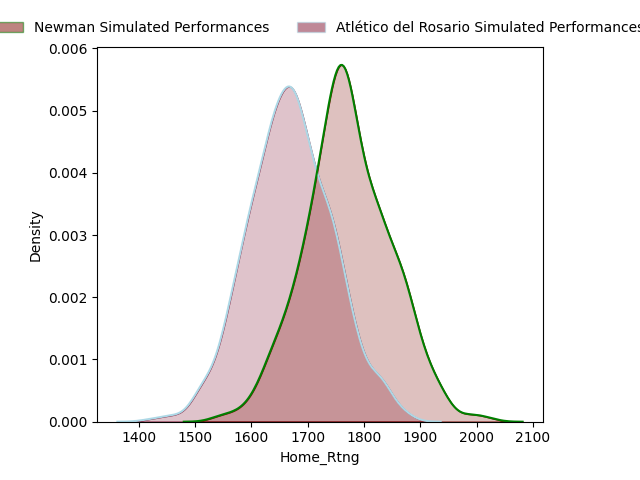 Newman Simulated Performances
Atlético del Rosario Simulated Performances
0.006
0.005
0.004
0.003
0.002
0.001
0.000
Density
1400 1500 1600 1700 1800 1900 2000 2100
Home_Rtng